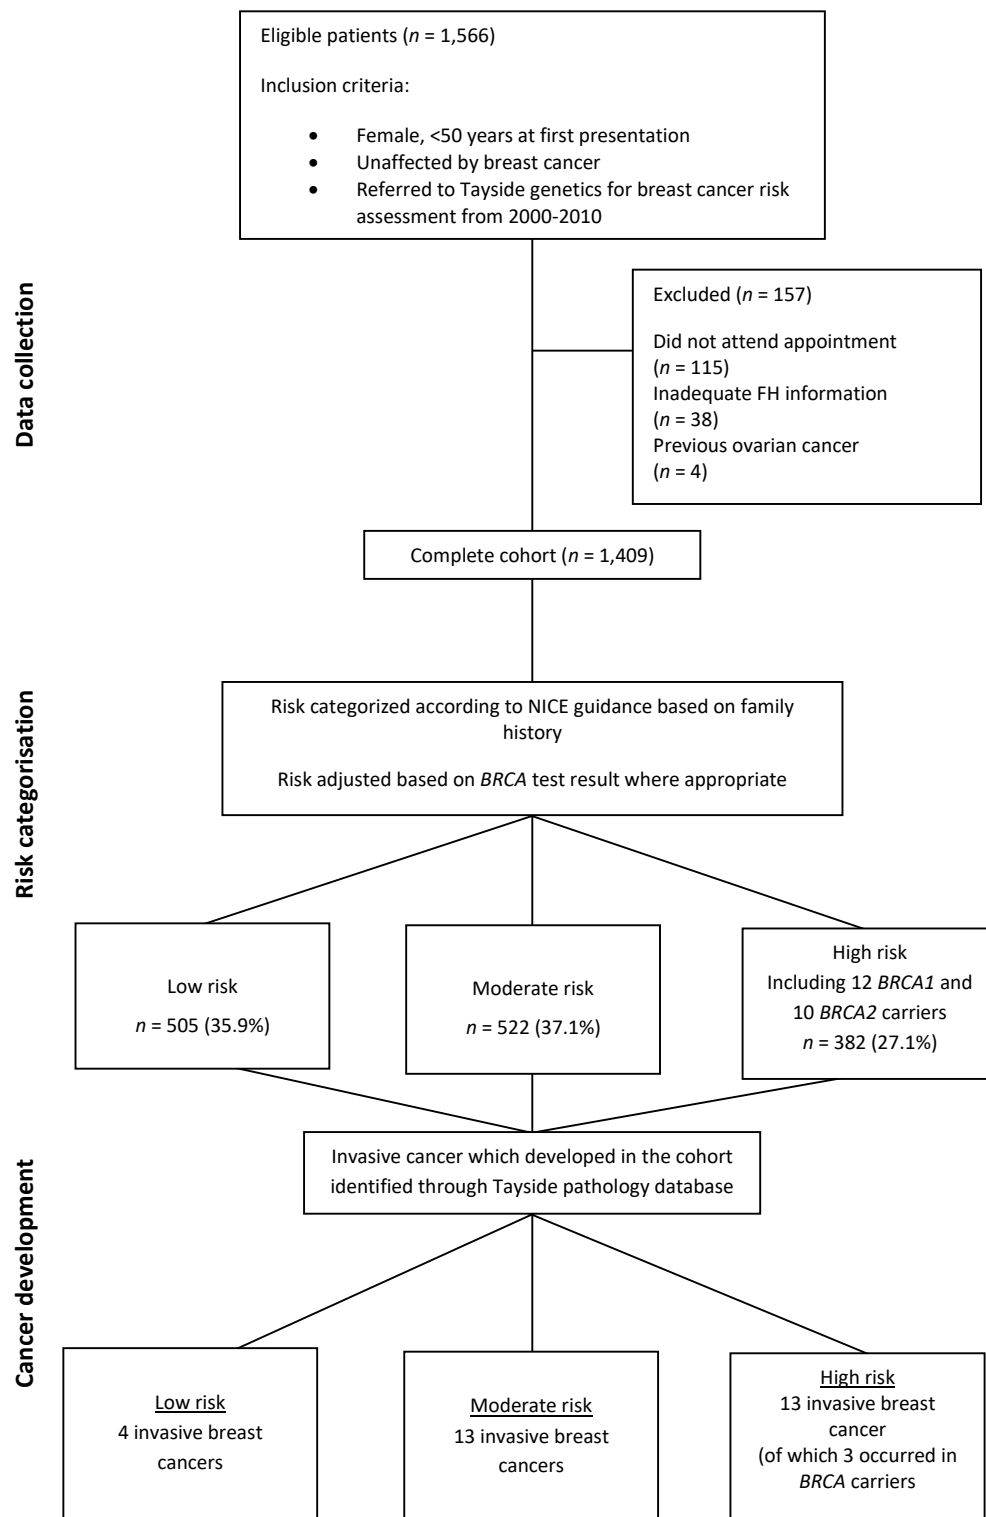 Eligible patients (n = 1,566)
Inclusion criteria:
• Female, <50 years at first presentation
• Unaffected by breast cancer
• Referred to Tayside genetics for breast cancer risk
assessment from 2000-2010
Data collection
Excluded (n = 157)
Did not attend appointment
(n = 115)
Inadequate FH information
(n = 38)
Previous ovarian cancer
(n = 4)
Complete cohort (n = 1,409)
Risk categorisation
Risk categorized according to NICE guidance based on family
history
Risk adjusted based on BRCA test result where appropriate
Low risk
n = 505 (35.9%)
Moderate risk
n = 522 (37.1%)
High risk
Including 12 BRCA1 and
10 BRCA2 carriers
n = 382 (27.1%)
Cancer development
Invasive cancer which developed in the cohort
identified through Tayside pathology database
Low risk
4 invasive breast
cancers
Moderate risk
13 invasive breast
cancers
High risk
13 invasive breast
cancer
(of which 3 occurred in
BRCA carriers